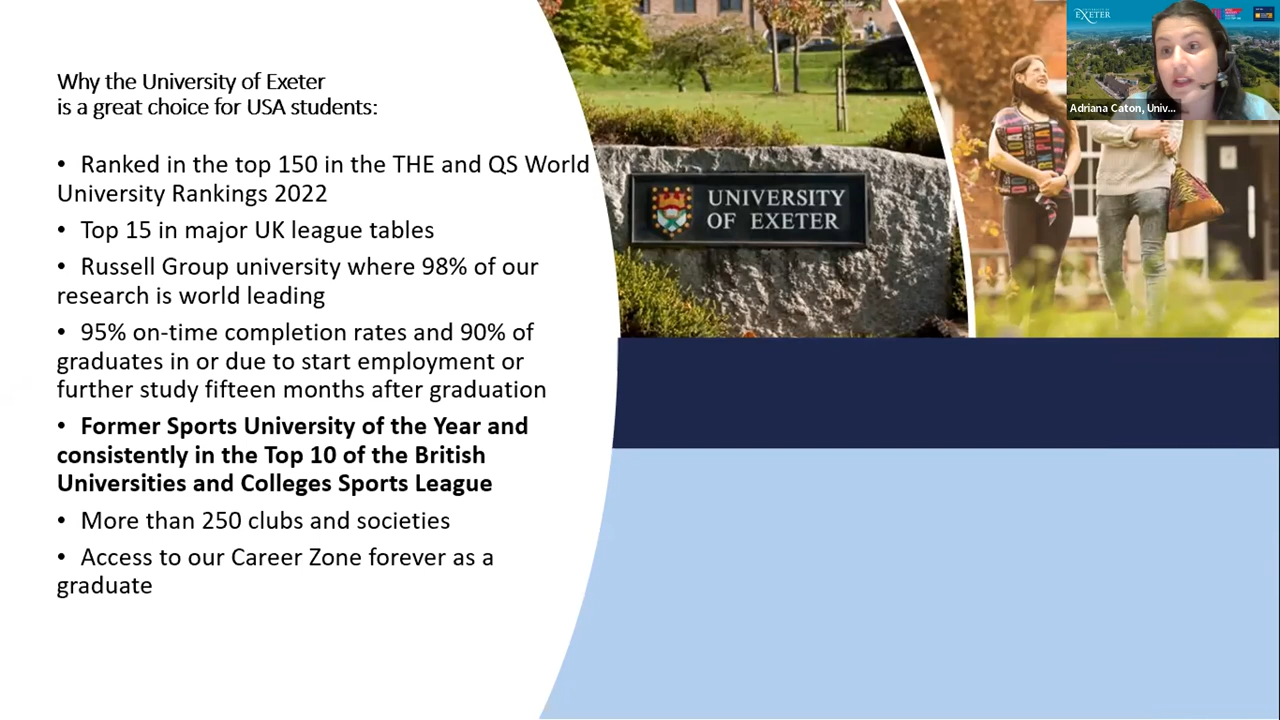 Why the University of Exeter
is a great choice for USA students:
• Ranked in the top 150 in the THE and QS World
University Rankings 2022
• Top 15 in major UK league tables
• Russell Group university where 98% of our
research is world leading
• 95% on-time completion rates and 90% of
graduates in or due to start employment or
further study fifteen months after graduation
• Former Sports University of the Year and
consistently in the Top 10 of the British
Universities and Colleges Sports League
• More than 250 clubs and societies
• Access to our Career Zone forever as a
graduate
UNIVERSITY
OF EXETER
EXETER
Adriana Caton, Univ...